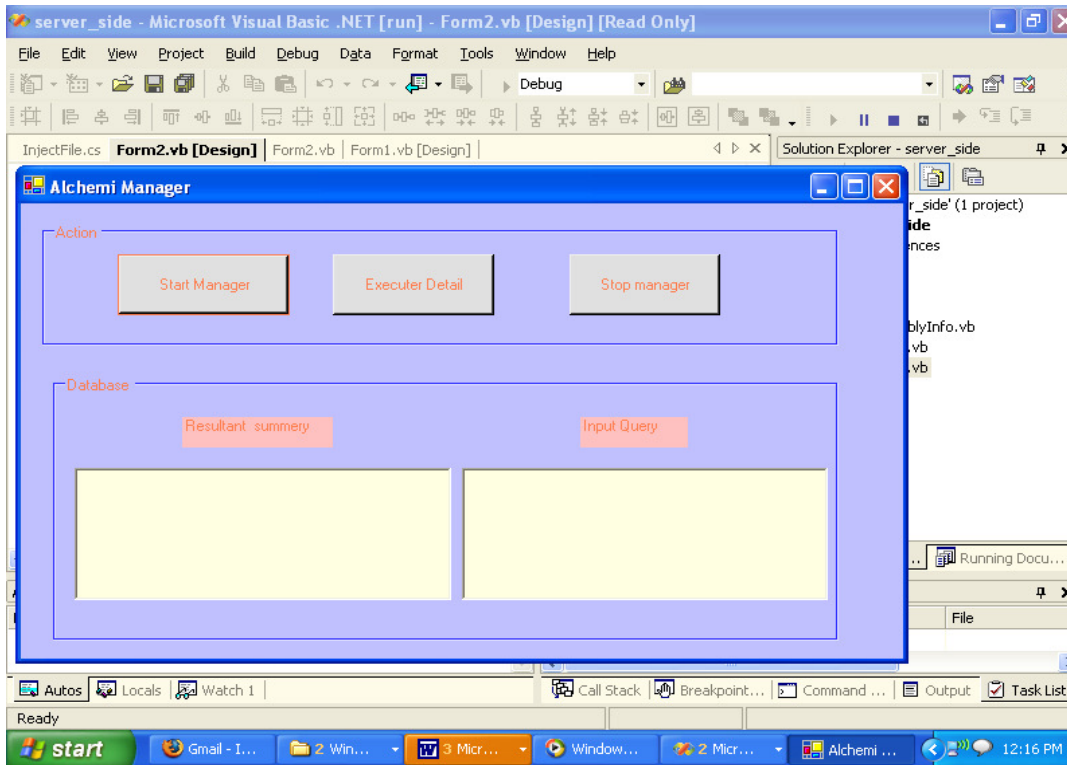 server_side - Microsoft Visual Basic .NET [run] - Form2.vb [Design] [Read Only]
File Edit View Project Build Debug Data Format Tools Window Help
Debug
InjectFile.cs Form2.vb [Design] Form2.vb Form1.vb [Design]
Solution Explorer - server_side
Alchemi Manager
r_side' (1 project)
ide
ences
Action
Start Manager
Executer Detail
Stop manager
blyInfo.vb
.vb
.vb
Database
Resultant summery
Input Query
.. Running Docu...
File
Autos Locals Watch 1
Call Stack Breakpoint... Command ... Output Task List
Ready
start Gmail - I... 2 Win... 3 Micr... Window... 2 Micr... Alchemi ... 12:16 PM